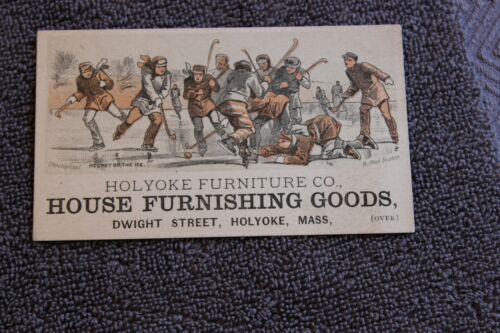 HOCKEY ON THE ICE.
HOLYOKE FURNITURE CO.,
HOUSE FURNISHING GOODS,
DWIGHT STREET, HOLYOKE, MASS,
(OVER)